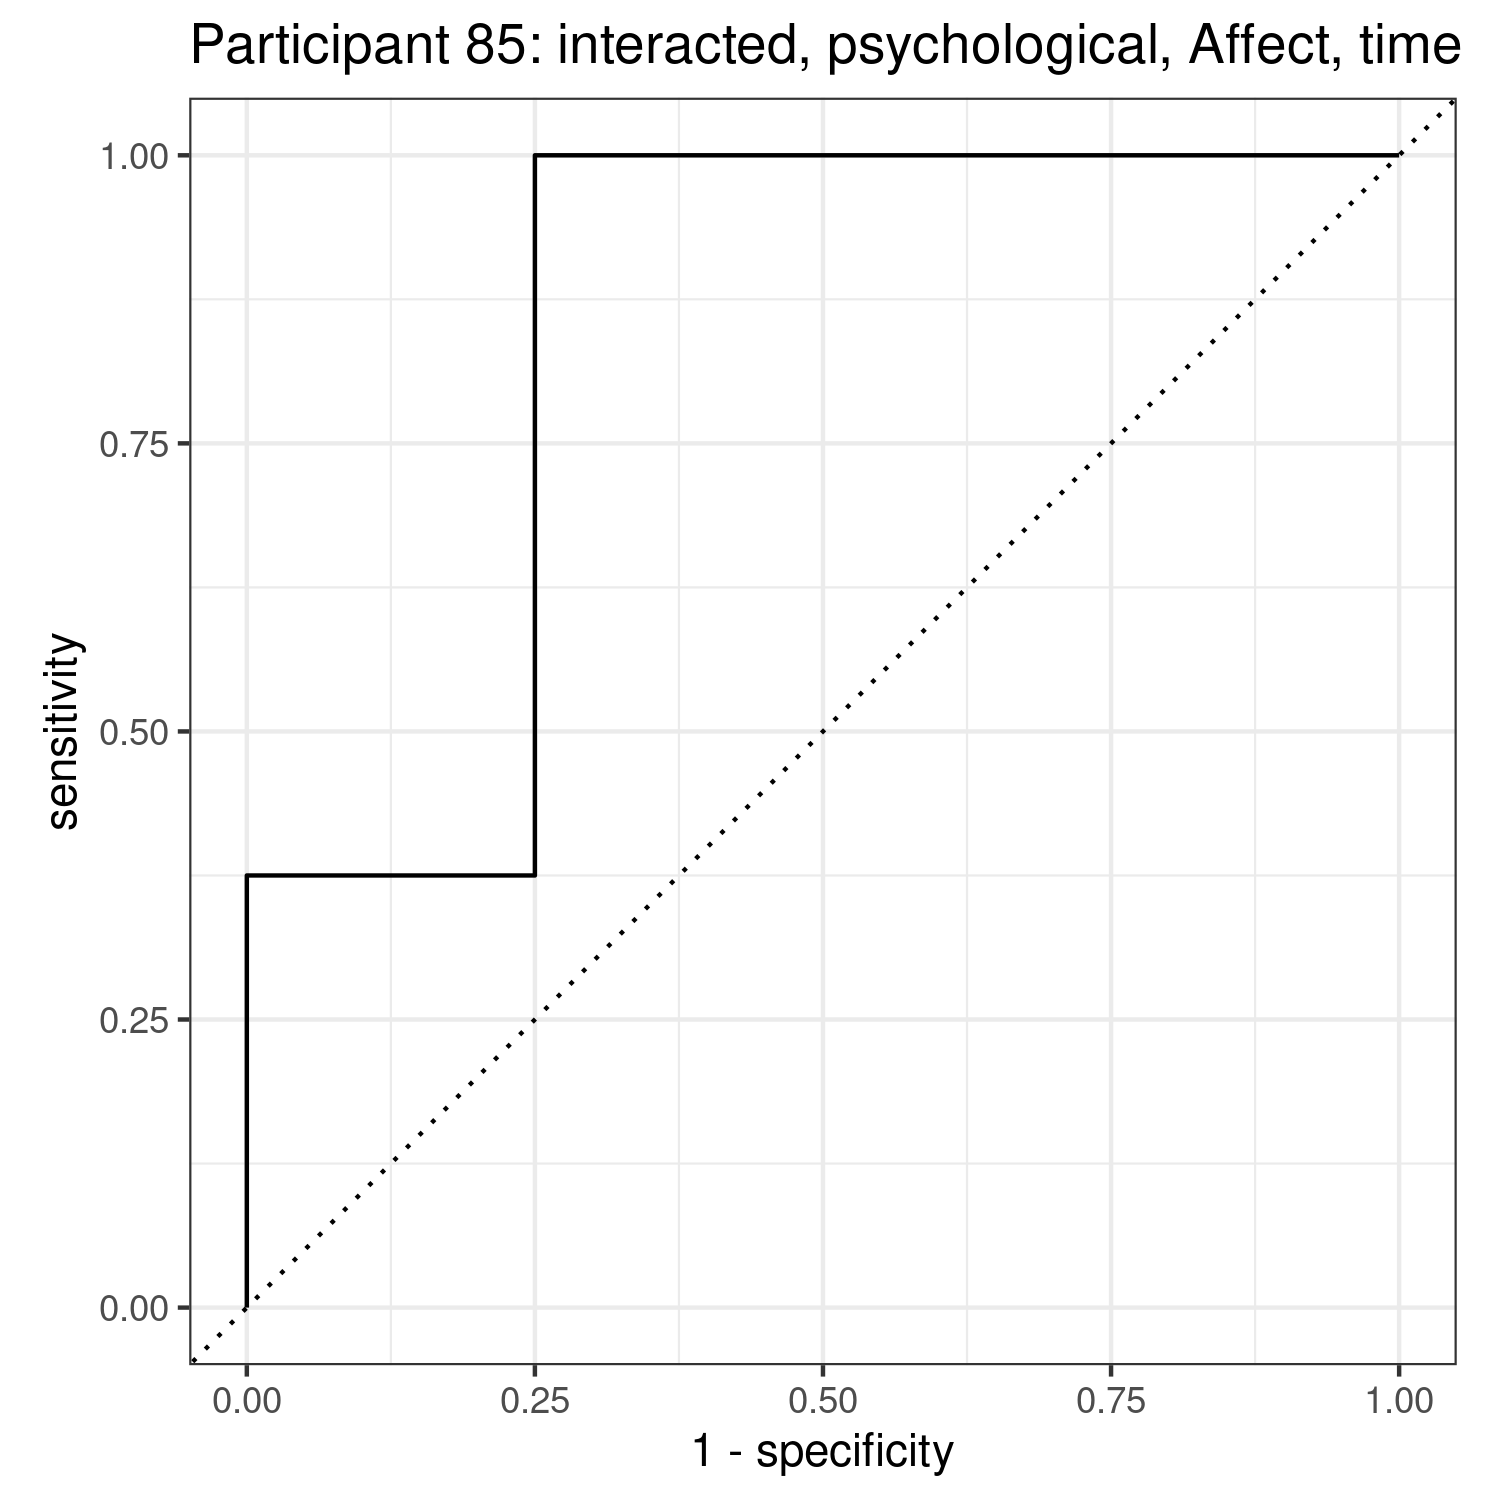 Participant 85: interacted, psychological, Affect, time
1.00
0.75
0.50
0.25
0.00
sensitivity
0.00 0.25 0.50 0.75 1.00
1 - specificity